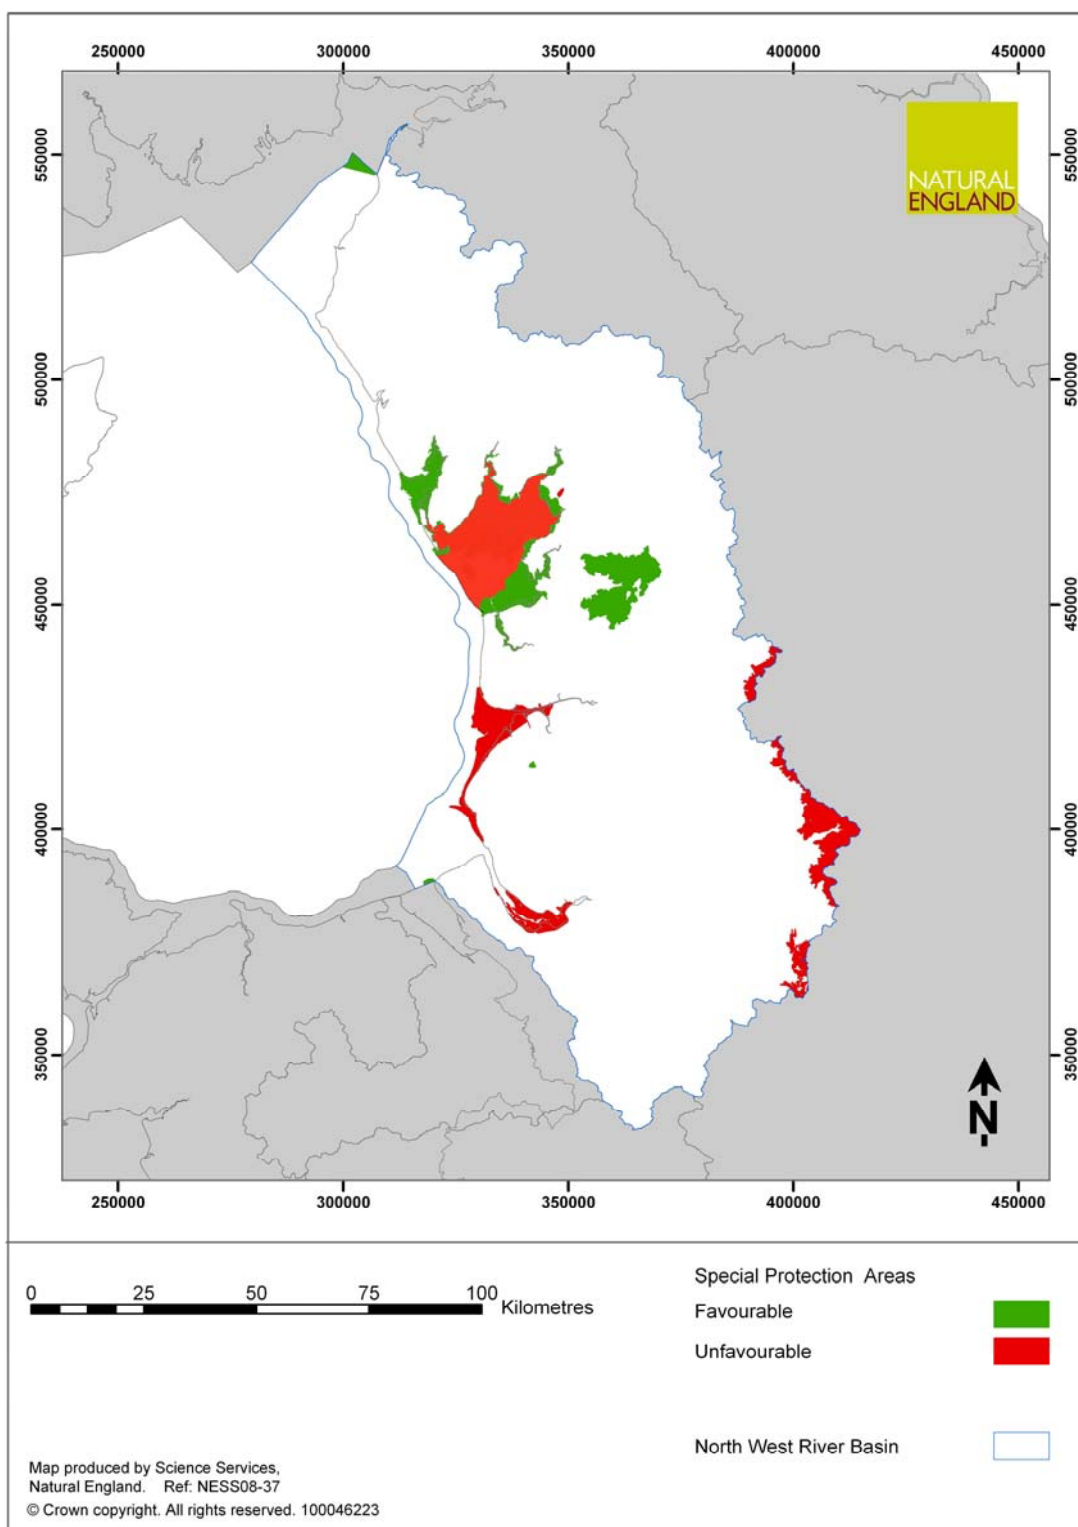 250000 300000 350000 400000 450000
550000 550000
NATURAL
ENGLAND
500000 500000
450000 450000
400000 400000
350000 350000
N
250000 300000 350000 400000 450000
0 25 50 75 100
Kilometres
Special Protection Areas
Favourable
Unfavourable
North West River Basin
Map produced by Science Services,
Natural England. Ref: NESS08-37
© Crown copyright. All rights reserved. 100046223